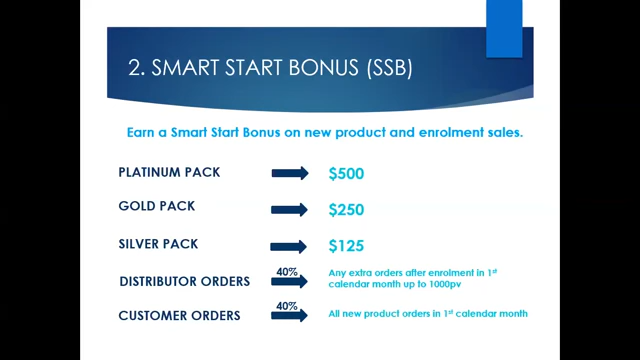 2. SMART START BONUS (SSB)
Earn a Smart Start Bonus on new product and enrolment sales.
PLATINUM PACK $500
GOLD PACK $250
SILVER PACK $125
DISTRIBUTOR ORDERS 40% Any extra orders after enrolment in 1st
calendar month up to 1000pv
CUSTOMER ORDERS 40% All new product orders in 1st calendar month